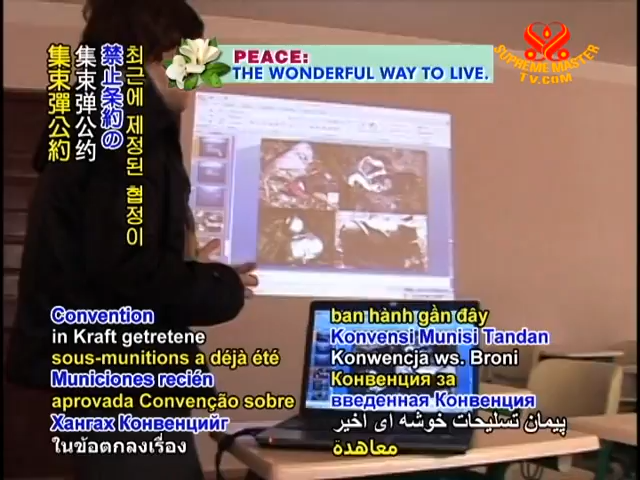 PEACE:
THE WONDERFUL WAY TO LIVE.
SUPREME MASTER
TV.COM
최근에 제정된 협정이
禁止条約の
集束弹公约
集束彈公約
Convention
in Kraft getretene
sous-munitions a déjà été
Municiones recién
aprovada Convenção sobre
Хангах Конвенцийг
ในข้อตกลงเรื่อง
ban hành gần đây
Konvensi Munisi Tandan
Konwencja ws. Broni
Конвенция за
введенная Конвенция
پیمان تسلیحات خوشه ای اخیر
معاهدة